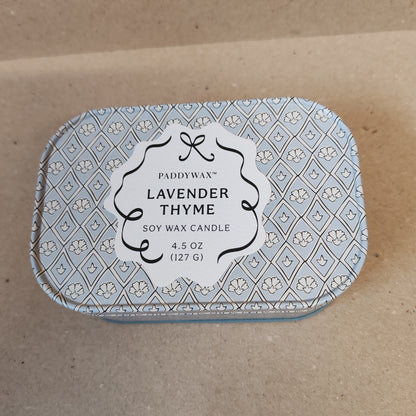 PADDYWAX™
LAVENDER
THYME
SOY WAX CANDLE
4.5 OZ
(127 G)